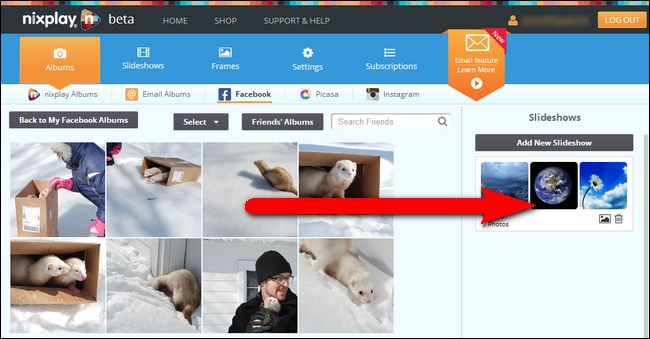 nixplay n beta HOME SHOP SUPPORT & HELP LOG OUT
New
Albums Slideshows Frames Settings Subscriptions
Email feature
Learn More
nixplay Albums @ Email Albums f Facebook Picasa Instagram
Back to My Facebook Albums Select Friends' Albums Search Friends
Slideshows
Add New Slideshow
Photos